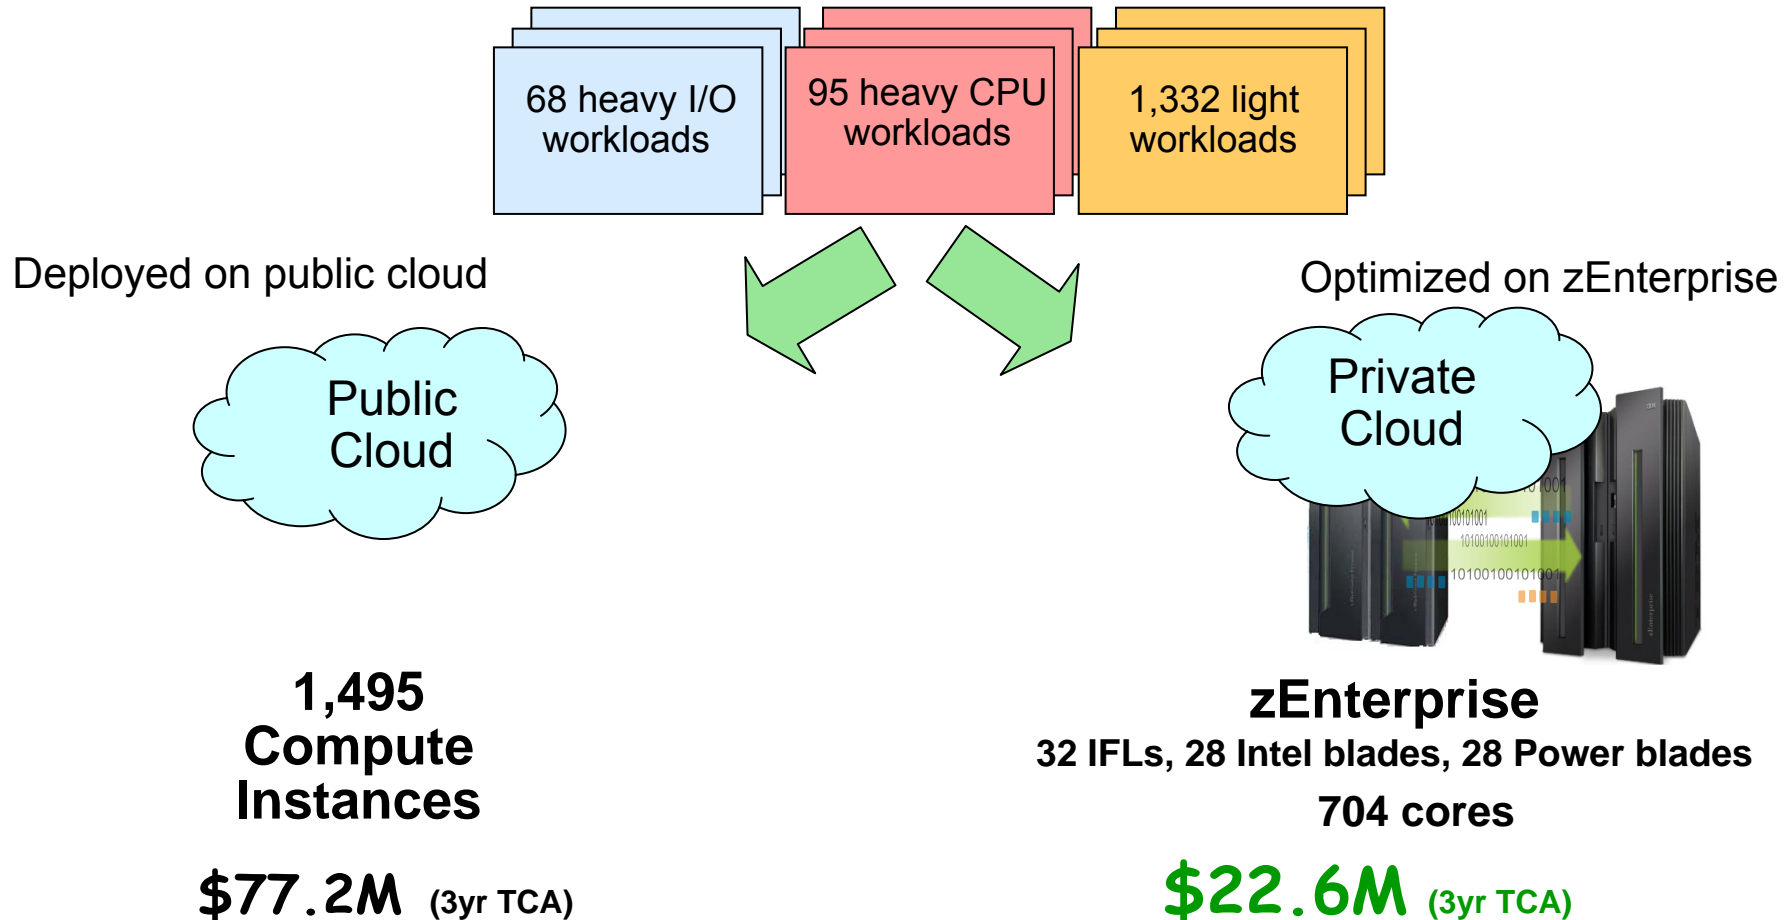 68 heavy I/O
workloads
95 heavy CPU
workloads
1,332 light
workloads
Deployed on public cloud
Optimized on zEnterprise
Public
Cloud
Private
Cloud
10100100101001
10100100101001
1,495
Compute
Instances
zEnterprise
32 IFLs, 28 Intel blades, 28 Power blades
704 cores
$77.2M (3yr TCA)
$22.6M (3yr TCA)